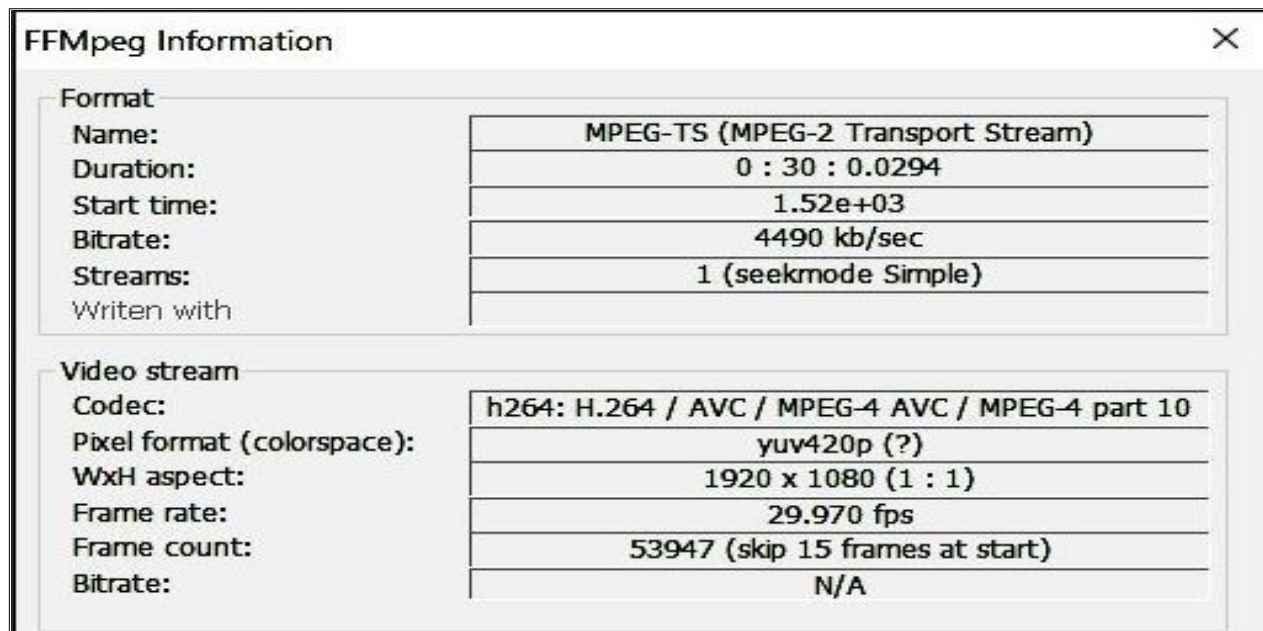 FFMpeg Information
Format
Name: MPEG-TS (MPEG-2 Transport Stream)
Duration: 0 : 30 : 0.0294
Start time: 1.52e+03
Bitrate: 4490 kb/sec
Streams: 1 (seekmode Simple)
Writen with
Video stream
Codec: h264: H.264 / AVC / MPEG-4 AVC / MPEG-4 part 10
Pixel format (colorspace): yuv420p (?)
WxH aspect: 1920 x 1080 (1 : 1)
Frame rate: 29.970 fps
Frame count: 53947 (skip 15 frames at start)
Bitrate: N/A